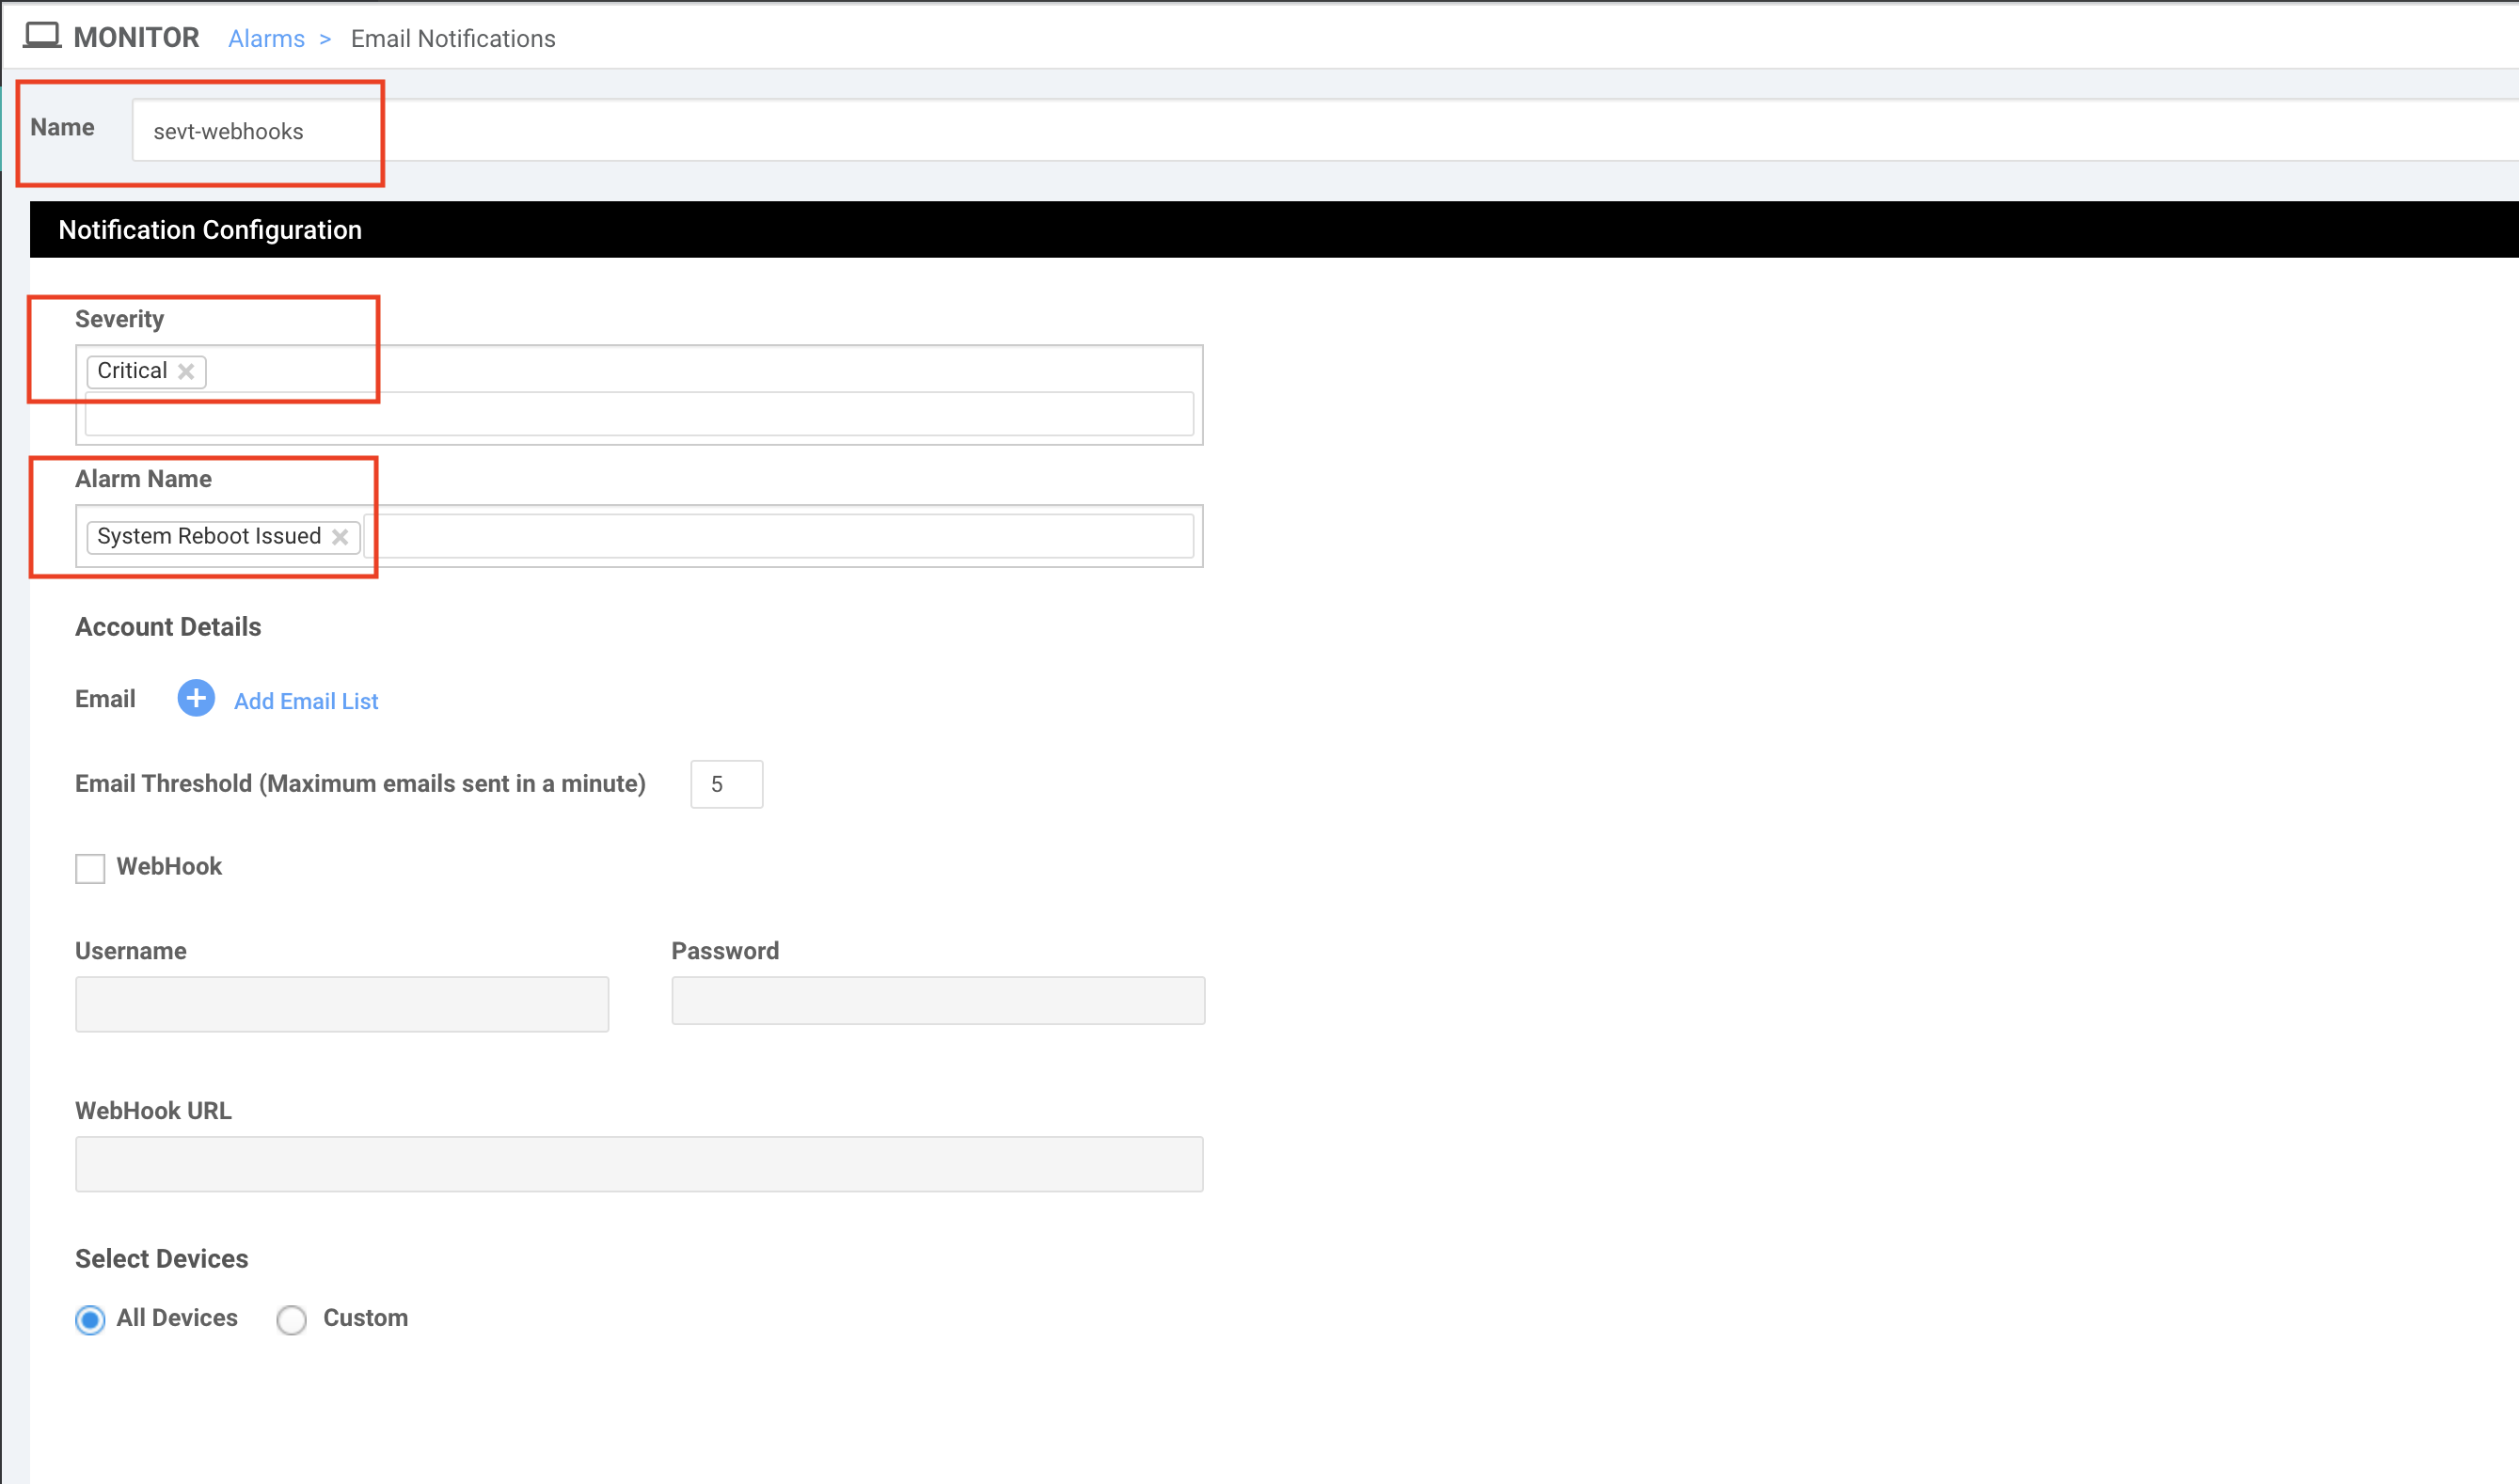 MONITOR Alarms > Email Notifications
Name sevt-webhooks
Notification Configuration
Severity
Critical
Alarm Name
System Reboot Issued
Account Details
Email Add Email List
Email Threshold (Maximum emails sent in a minute) 5
WebHook
Username Password
WebHook URL
Select Devices
All Devices Custom